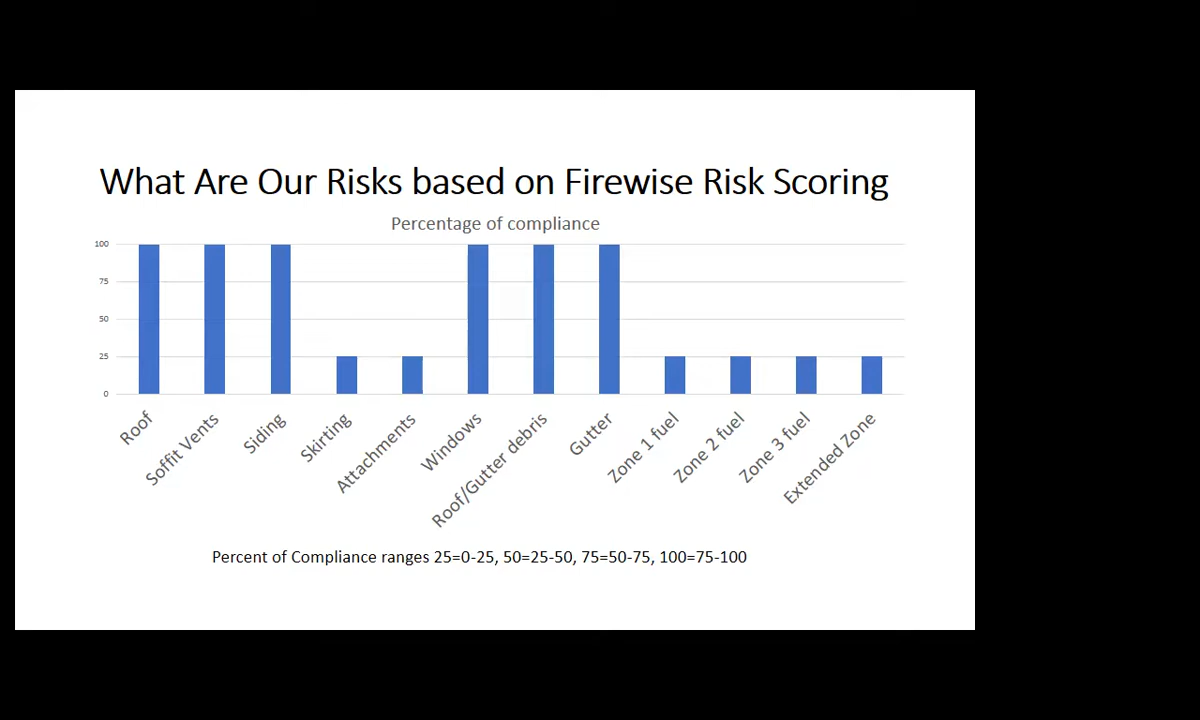 What Are Our Risks based on Firewise Risk Scoring
Percentage of compliance
100
75
50
25
0
Roof
Soffit Vents
Siding
Skirting
Attachments
Windows
Roof/Gutter debris
Gutter
Zone 1 fuel
Zone 2 fuel
Zone 3 fuel
Extended Zone
Percent of Compliance ranges 25=0-25, 50=25-50, 75=50-75, 100=75-100